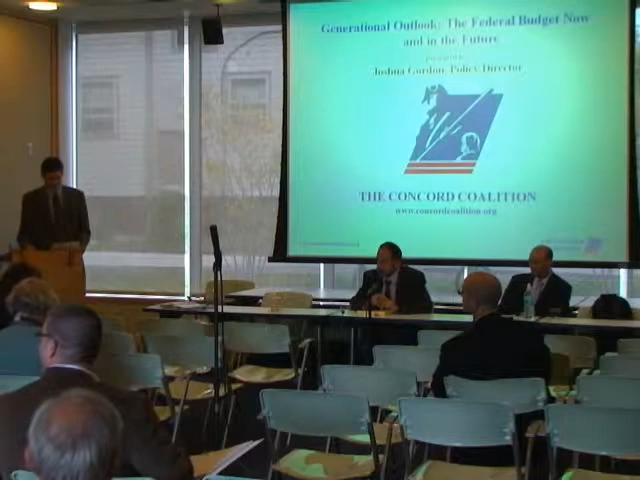 Generational Outlook: The Federal Budget Now
and in the Future
Joshua Gordon, Policy Director
THE CONCORD COALITION
www.concordcoalition.org